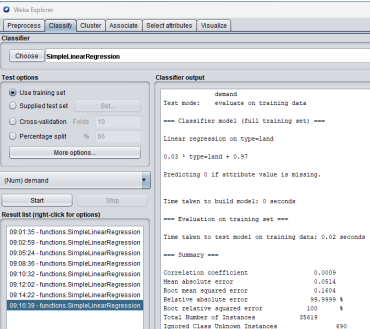 Weka Explorer
Preprocess Classify Cluster Associate Select attributes Visualize
Classifier
Choose SimpleLinearRegression
Test options
Use training set
Supplied test set Set...
Cross-validation Folds 10
Percentage split % 66
More options...
(Num) demand
Start Stop
Result list (right-click for options)
09:01:35 - functions.SimpleLinearRegression
09:02:59 - functions.SimpleLinearRegression
09:05:24 - functions.SimpleLinearRegression
09:08:36 - functions.SimpleLinearRegression
09:10:32 - functions.SimpleLinearRegression
09:12:02 - functions.SimpleLinearRegression
09:14:22 - functions.SimpleLinearRegression
09:16:39 - functions.SimpleLinearRegression
Classifier output
demand
Test mode: evaluate on training data
=== Classifier model (full training set) ===
Linear regression on type=land
0.03 * type=land + 0.97
Predicting 0 if attribute value is missing.
Time taken to build model: 0 seconds
=== Evaluation on training set ===
Time taken to test model on training data: 0.02 seconds
=== Summary ===
Correlation coefficient 0.0009
Mean absolute error 0.0514
Root mean squared error 0.1604
Relative absolute error 99.9999 %
Root relative squared error 100 %
Total Number of Instances 35619
Ignored Class Unknown Instances 690